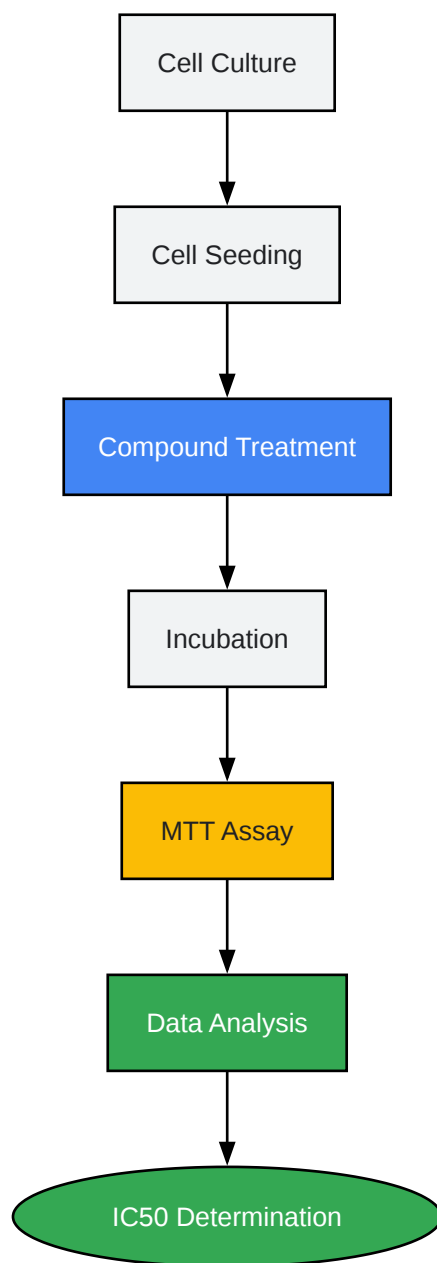 Cell Culture
Cell Seeding
Compound Treatment
Incubation
MTT Assay
Data Analysis
IC50 Determination